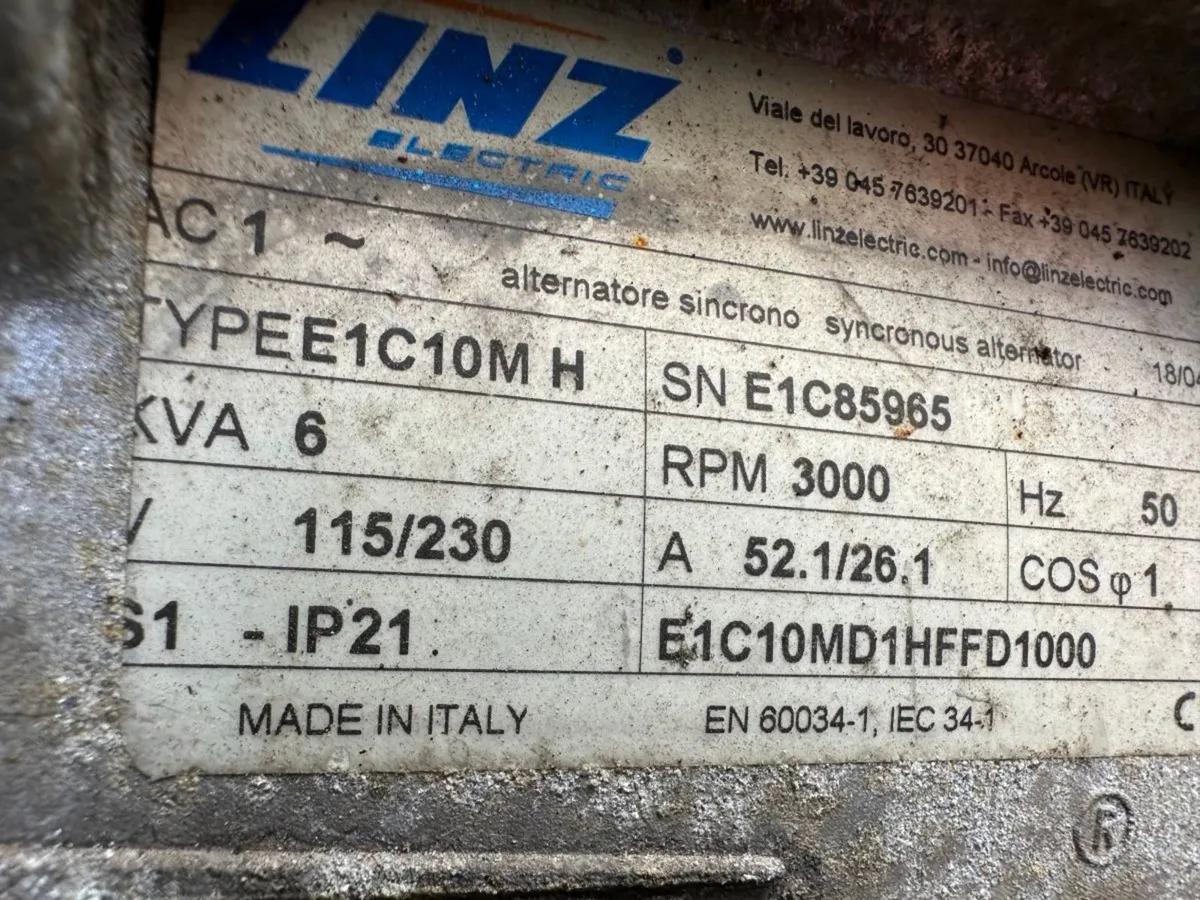 LINZ
ELECTRIC
Viale del lavoro, 30 37040 Arcole (VR) ITALY
Tel. +39 045 7639201 - Fax +39 045 7639202
www.linzelectric.com - info@linzelectric.com
AC 1 ~
alternatore sincrono syncronous alternator 18/04
TYPE E1C10M H SN E1C85965
KVA 6 RPM 3000 Hz 50
V 115/230 A 52.1/26.1 COS φ 1
S1 - IP21. E1C10MD1HFFD1000
MADE IN ITALY EN 60034-1, IEC 34-1 C
R